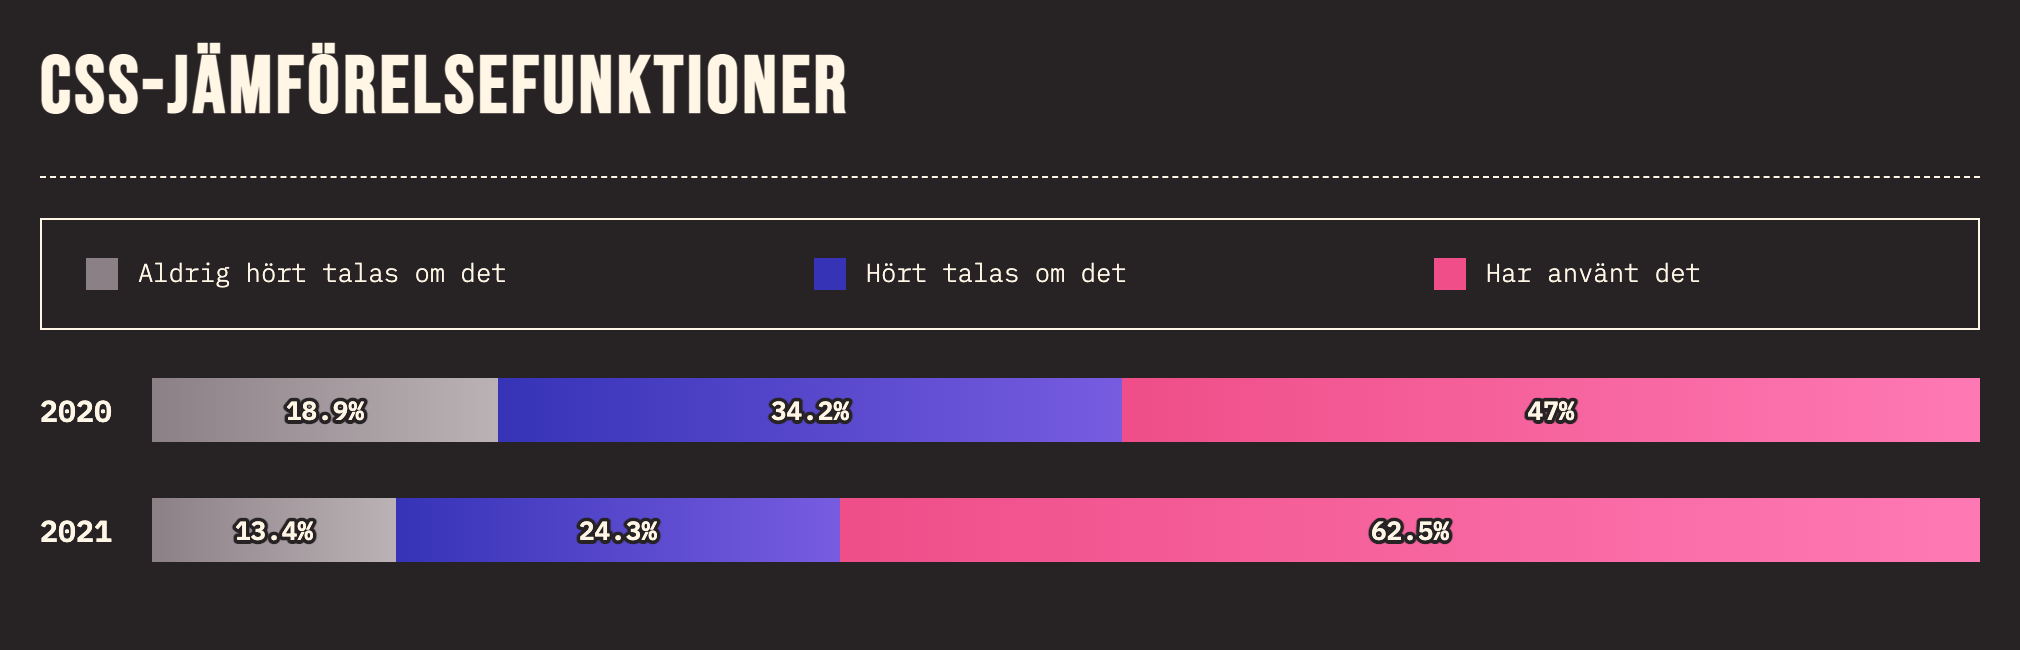 CSS-JÄMFÖRELSEFUNKTIONER
Aldrig hört talas om det
Hört talas om det
Har använt det
2020 18.9% 34.2% 47%
2021 13.4% 24.3% 62.5%